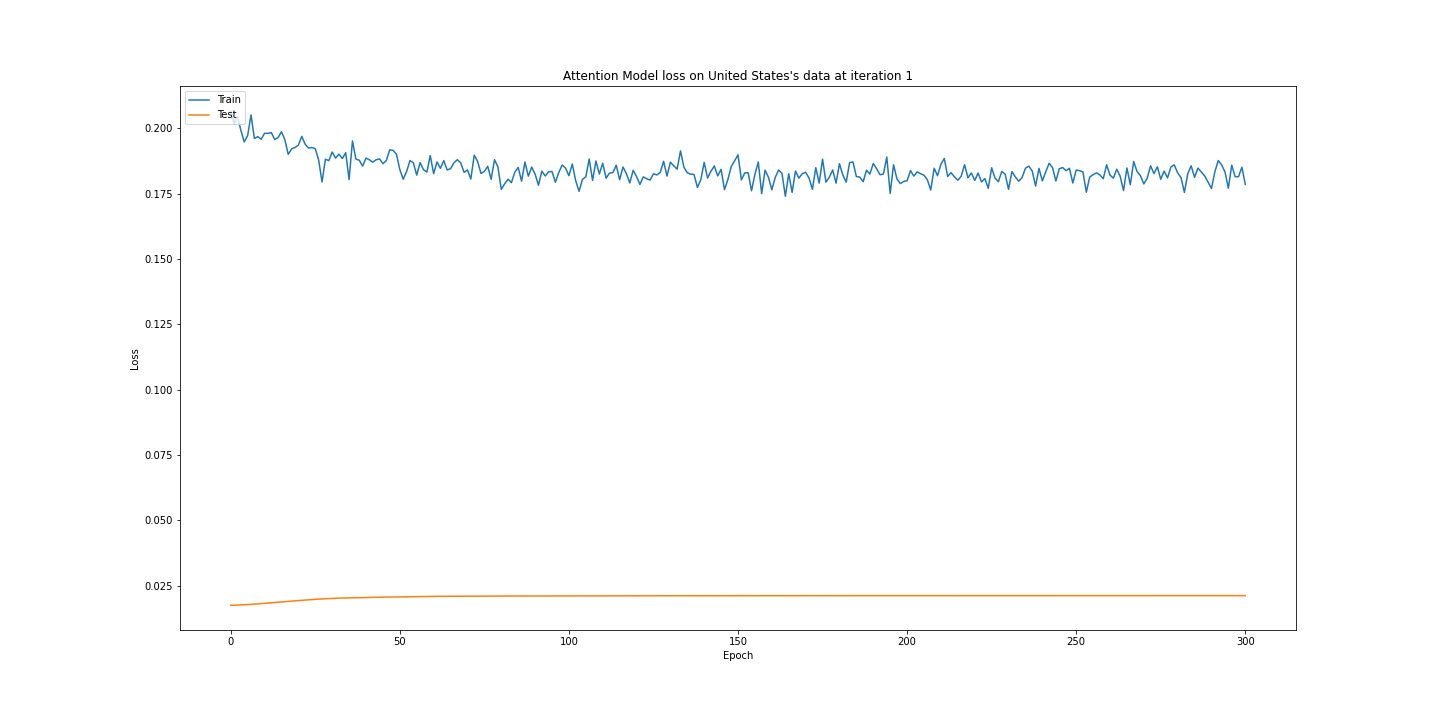 Attention Model loss on United States's data at iteration 1
Train
Test
0.200
0.175
0.150
0.125
0.100
0.075
0.050
0.025
Loss
0 50 100 150 200 250 300
Epoch